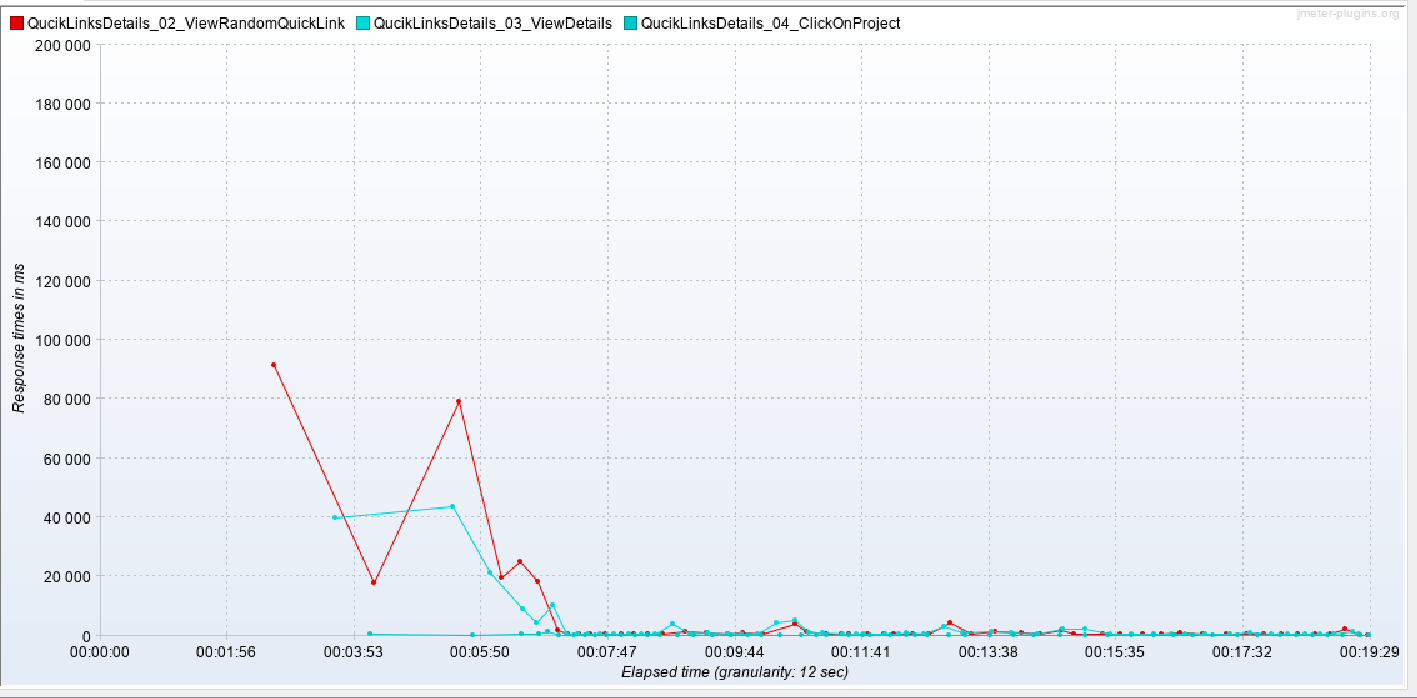 jmeter-plugins.org
QucikLinksDetails_02_ViewRandomQuickLink QucikLinksDetails_03_ViewDetails QucikLinksDetails_04_ClickOnProject
200 000
180 000
160 000
140 000
120 000
100 000
80 000
60 000
40 000
20 000
0
Response times in ms
00:00:00 00:01:56 00:03:53 00:05:50 00:07:47 00:09:44 00:11:41 00:13:38 00:15:35 00:17:32 00:19:29
Elapsed time (granularity: 12 sec)